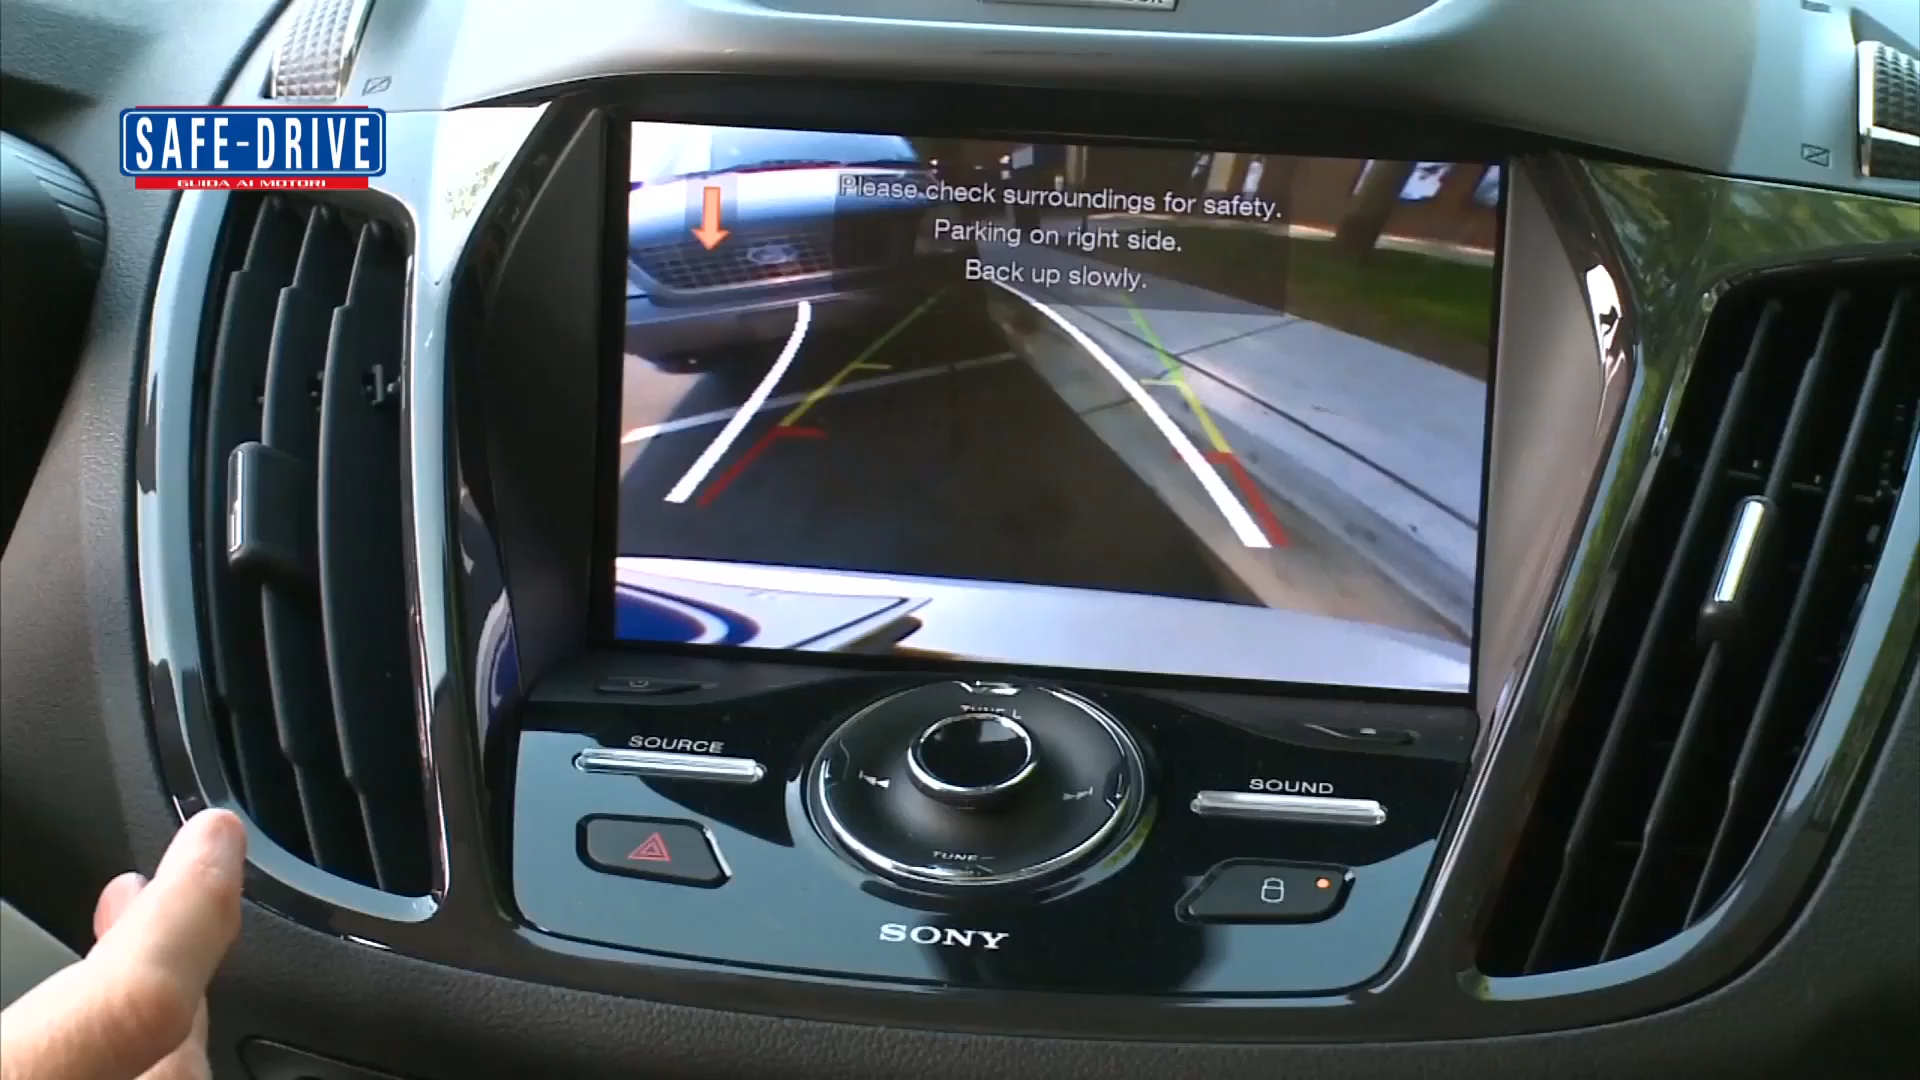 SAFE-DRIVE
GUIDA AI MOTORI
Please check surroundings for safety.
Parking on right side.
Back up slowly.
SOURCE
SOUND
TUNE
SONY